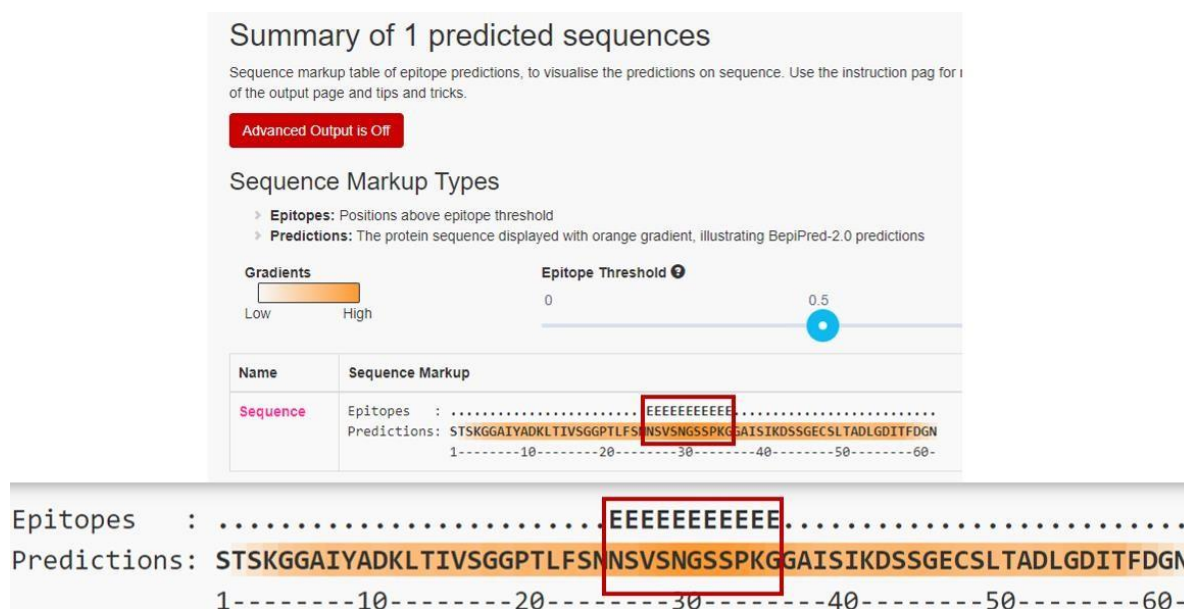 Summary of 1 predicted sequences
Sequence markup table of epitope predictions, to visualise the predictions on sequence. Use the instruction pag for
of the output page and tips and tricks.
Advanced Output is Off
Sequence Markup Types
Epitopes: Positions above epitope threshold
Predictions: The protein sequence displayed with orange gradient, illustrating BepiPred-2.0 predictions
Gradients
Low High
Epitope Threshold
0 0.5
Name Sequence Markup
Sequence
Epitopes : .........................EEEEEEEEEEE..........................
Predictions: STSKGGAIYADKLTIVSGGPTLFSNNSVSNGSSPKGGAISIKDSSGECSLTADLGDITFDGN
1--------10--------20--------30--------40--------50--------60-
Epitopes : .........................EEEEEEEEEEE..........................
Predictions: STSKGGAIYADKLTIVSGGPTLFSNNSVSNGSSPKGGAISIKDSSGECSLTADLGDITFDGN
1--------10--------20--------30--------40--------50--------60-